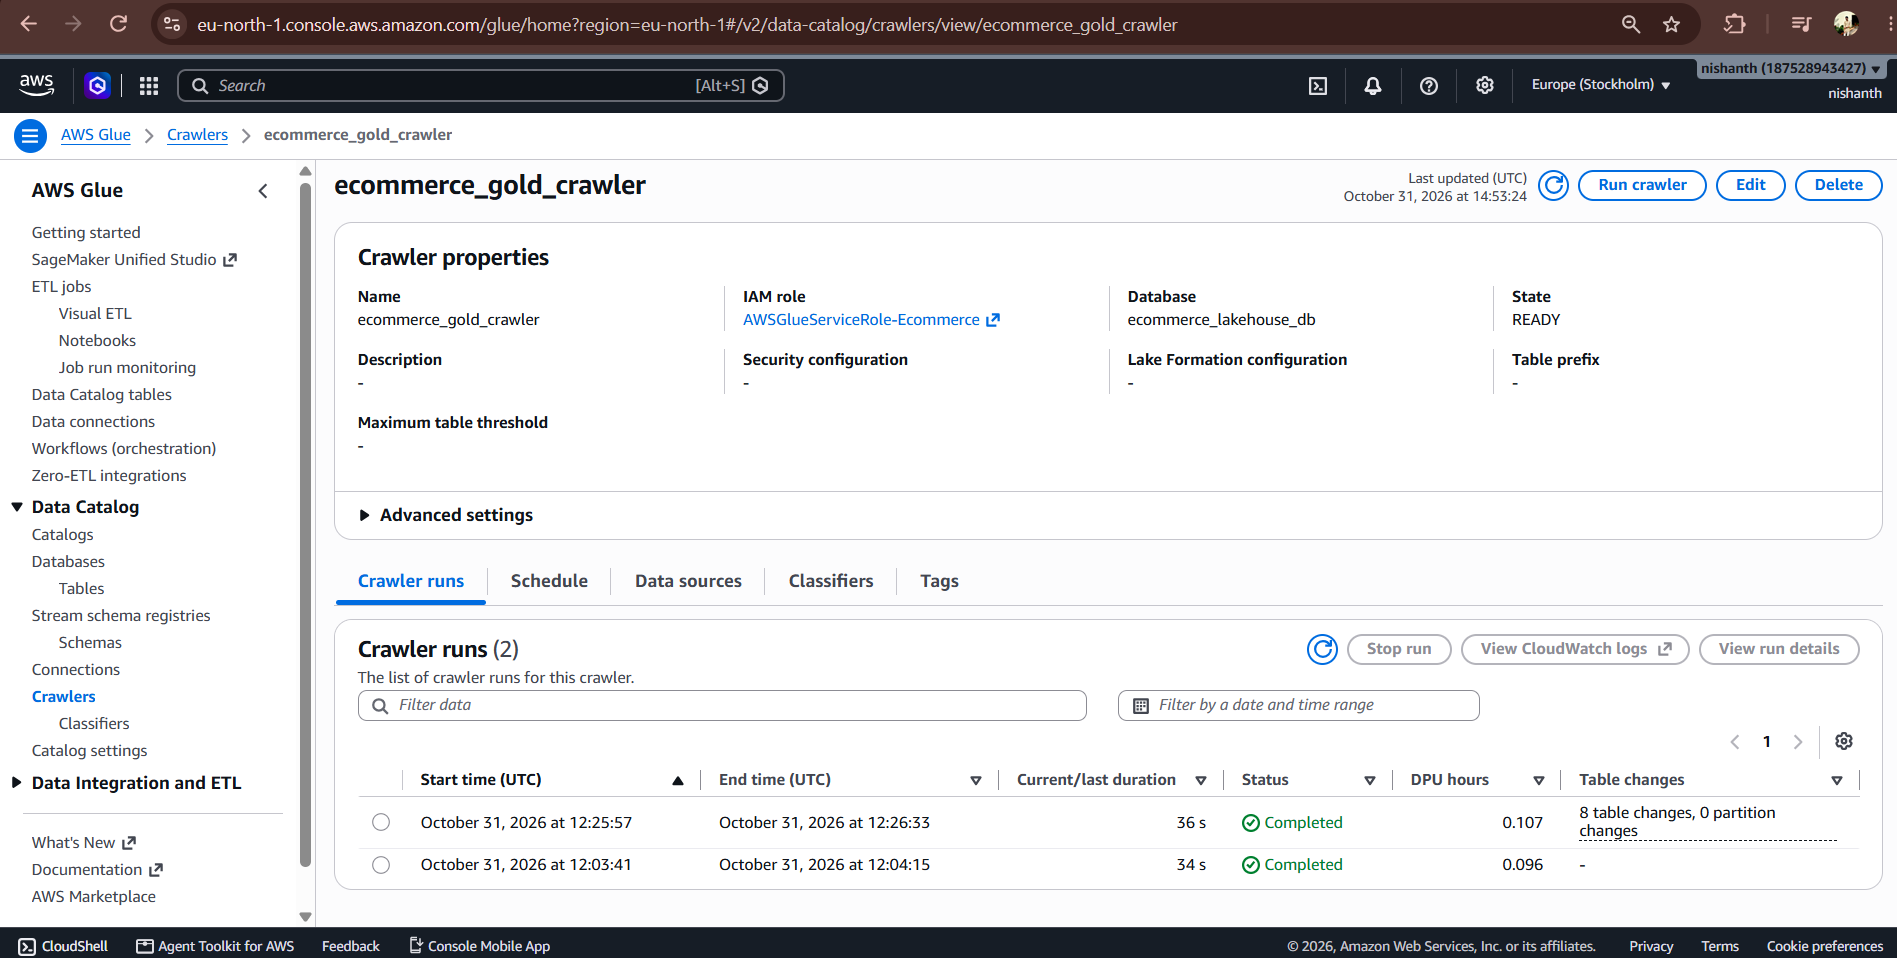 eu-north-1.console.aws.amazon.com/glue/home?region=eu-north-1#/v2/data-catalog/crawlers/view/ecommerce_gold_crawler
aws
Search
[Alt+S]
Europe (Stockholm)
nishanth (187528943427)
nishanth
AWS Glue
Crawlers
ecommerce_gold_crawler
AWS Glue
Getting started
SageMaker Unified Studio
ETL jobs
Visual ETL
Notebooks
Job run monitoring
Data Catalog tables
Data connections
Workflows (orchestration)
Zero-ETL integrations
Data Catalog
Catalogs
Databases
Tables
Stream schema registries
Schemas
Connections
Crawlers
Classifiers
Catalog settings
Data Integration and ETL
What's New
Documentation
AWS Marketplace
ecommerce_gold_crawler
Last updated (UTC)
October 31, 2026 at 14:53:24
Run crawler
Edit
Delete
Crawler properties
Name
ecommerce_gold_crawler
IAM role
AWSGlueServiceRole-Ecommerce
Database
ecommerce_lakehouse_db
State
READY
Description
-
Security configuration
-
Lake Formation configuration
-
Table prefix
-
Maximum table threshold
-
Advanced settings
Crawler runs
Schedule
Data sources
Classifiers
Tags
Crawler runs (2)
The list of crawler runs for this crawler.
Stop run
View CloudWatch logs
View run details
Filter data
Filter by a date and time range
1
Start time (UTC) End time (UTC) Current/last duration Status DPU hours Table changes
October 31, 2026 at 12:25:57 October 31, 2026 at 12:26:33 36 s Completed 0.107 8 table changes, 0 partition
changes
October 31, 2026 at 12:03:41 October 31, 2026 at 12:04:15 34 s Completed 0.096 -
CloudShell
Agent Toolkit for AWS
Feedback
Console Mobile App
© 2026, Amazon Web Services, Inc. or its affiliates.
Privacy
Terms
Cookie preferences